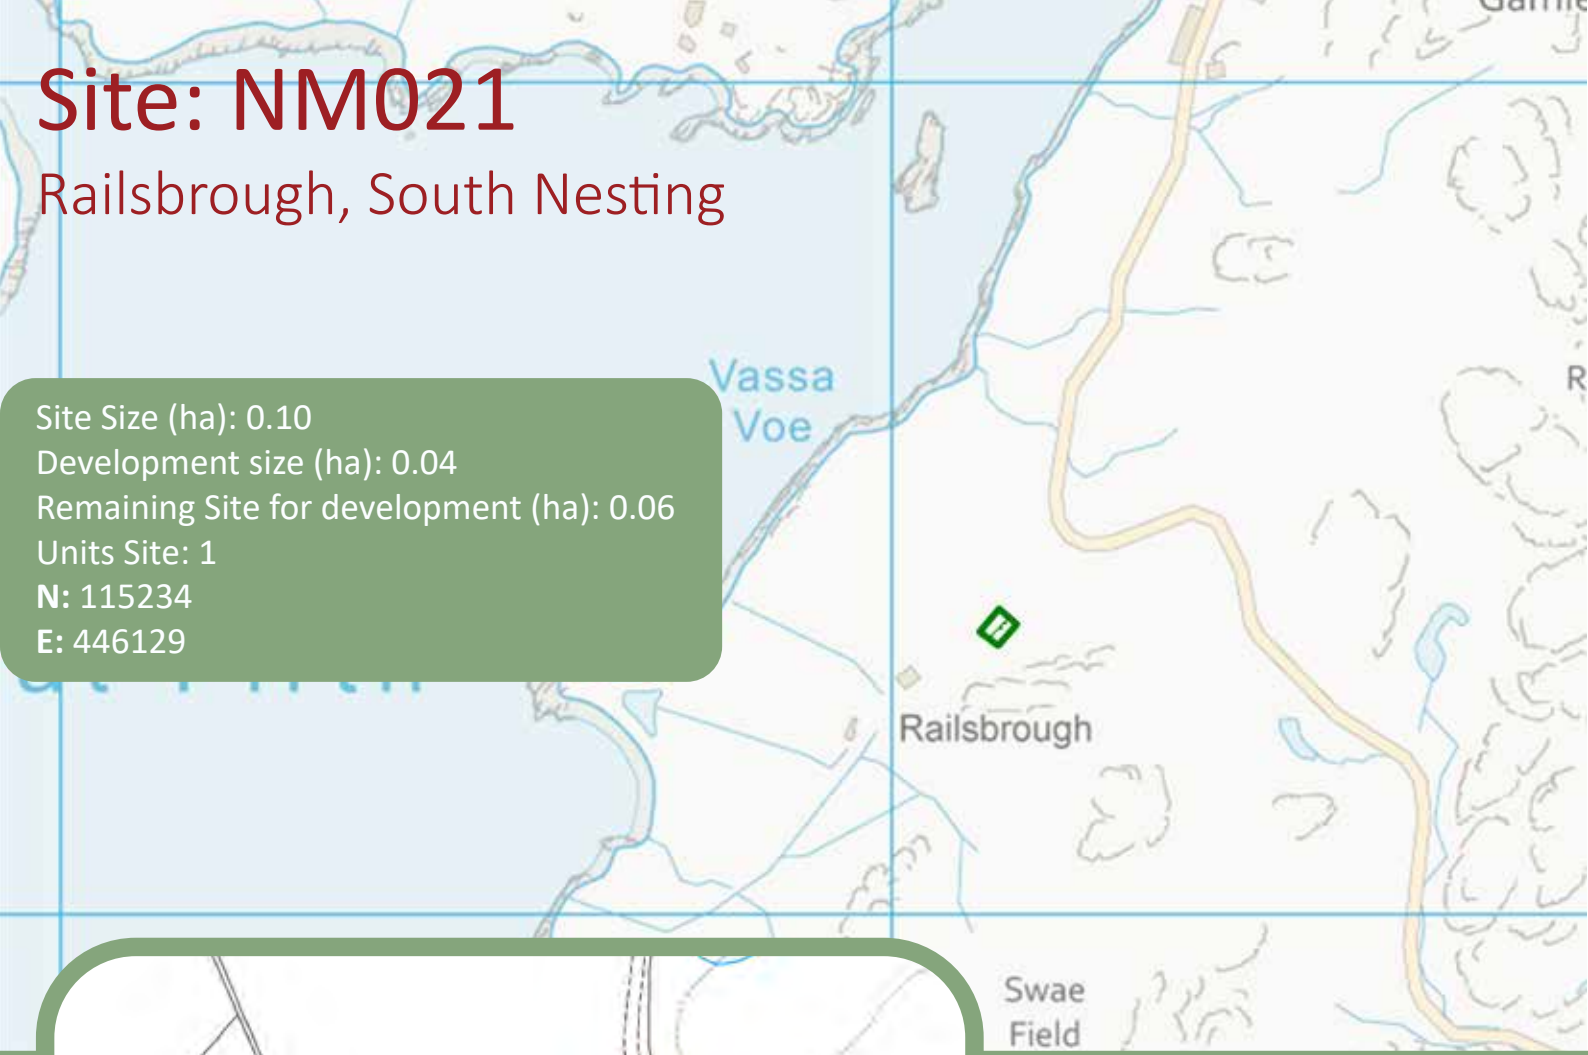 Site: NM021
Railsbrough, South Nesting
Vassa
Voe
Site Size (ha): 0.10
Development size (ha): 0.04
Remaining Site for development (ha): 0.06
Units Site: 1
N: 115234
E: 446129
Railsbrough
Swae
Field